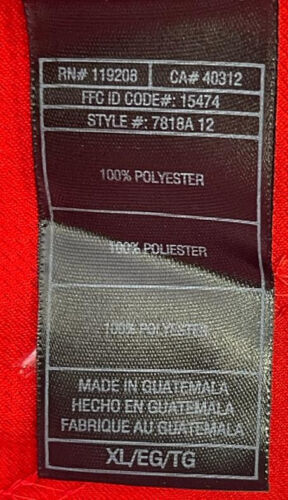 RN# 119208 CA# 40312
FFC ID CODE#: 15474
STYLE #: 7818A 12
100% POLYESTER
100% POLIESTER
100% POLYESTER
MADE IN GUATEMALA
HECHO EN GUATEMALA
FABRIQUE AU GUATEMALA
XL/EG/TG